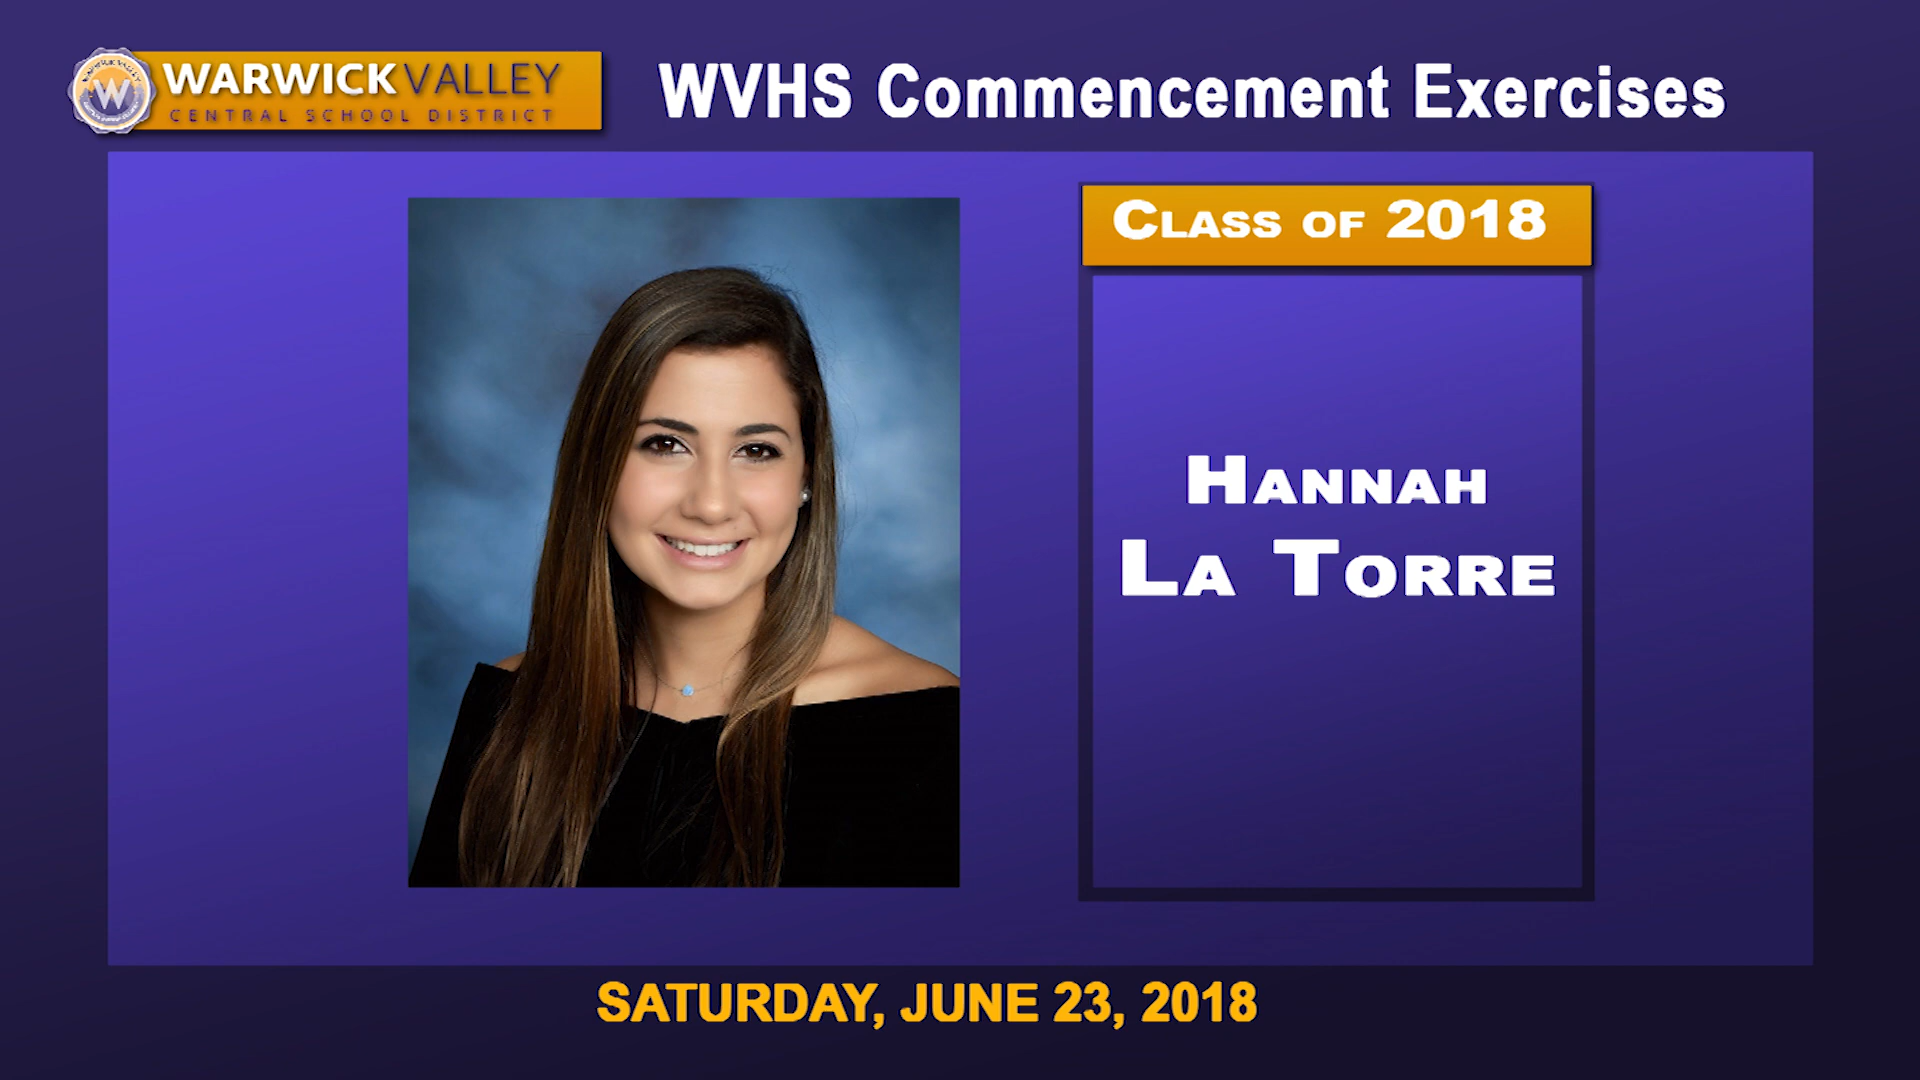 WARWICK VALLEY
CENTRAL SCHOOL DISTRICT
WVHS Commencement Exercises
CLASS OF 2018
HANNAH
LA TORRE
SATURDAY, JUNE 23, 2018
W